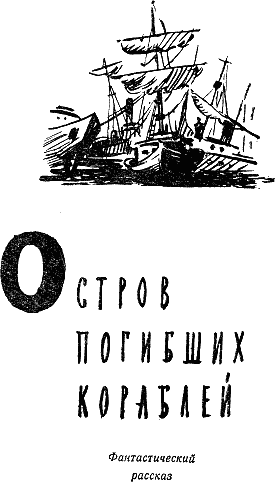 Остров
погибших
кораблей
Фантастический
рассказ